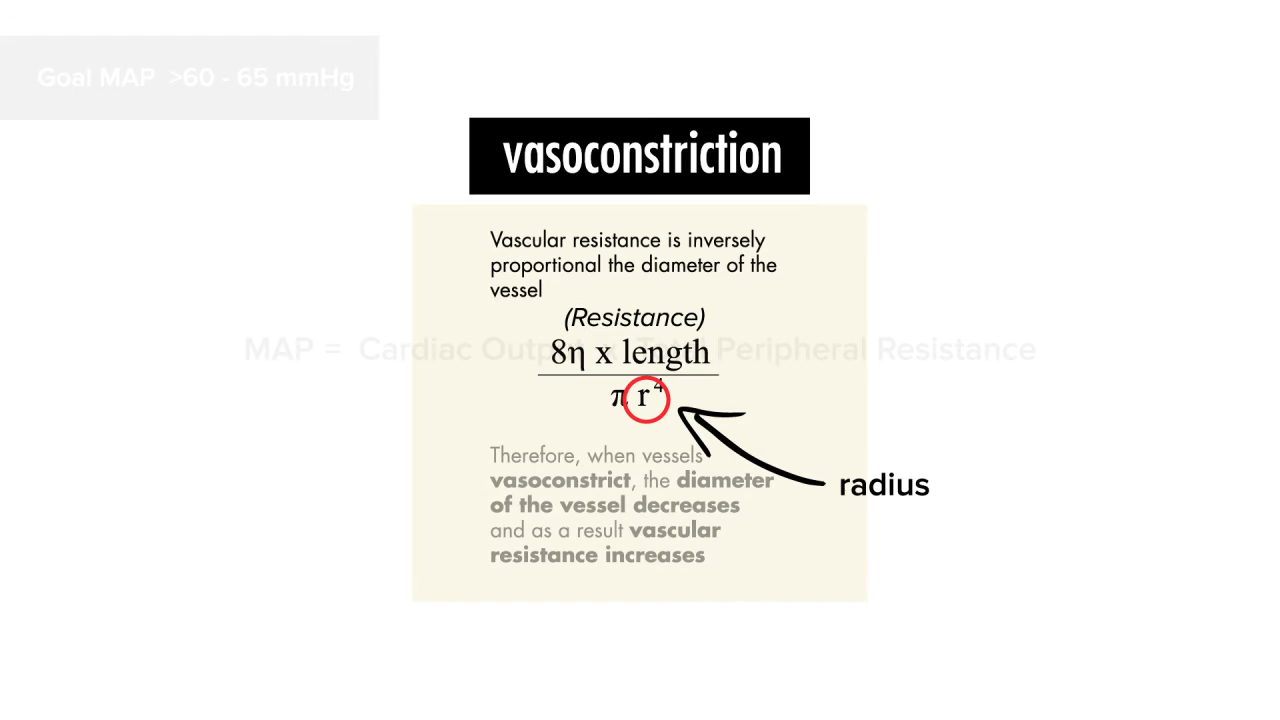 Goal MAP >60 - 65 mmHg
vasoconstriction
Vascular resistance is inversely
proportional the diameter of the
vessel
(Resistance)
MAP = Cardiac Output x Total Peripheral Resistance
8η x length
π r⁴
Therefore, when vessels
vasoconstrict, the diameter
of the vessel decreases
and as a result vascular
resistance increases
radius